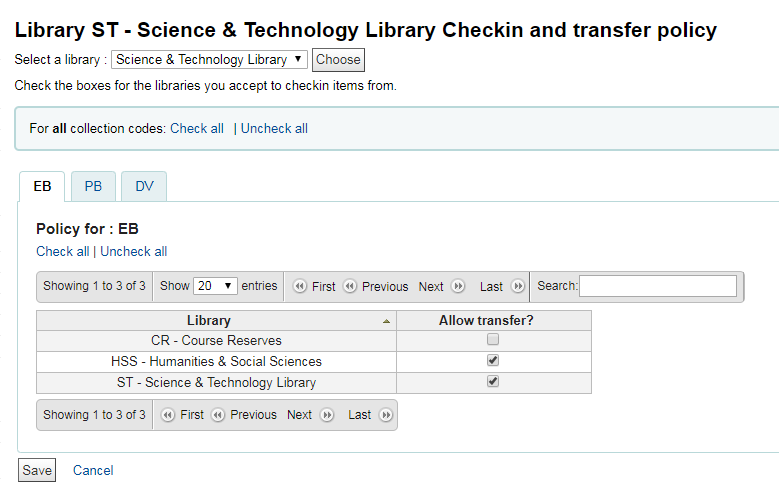 Library ST - Science & Technology Library Checkin and transfer policy
Select a library : Science & Technology Library Choose
Check the boxes for the libraries you accept to checkin items from.
For all collection codes: Check all | Uncheck all
EB PB DV
Policy for : EB
Check all | Uncheck all
Showing 1 to 3 of 3 Show 20 entries First Previous Next Last Search:
Library Allow transfer?
CR - Course Reserves
HSS - Humanities & Social Sciences
ST - Science & Technology Library
Showing 1 to 3 of 3 First Previous Next Last
Save Cancel